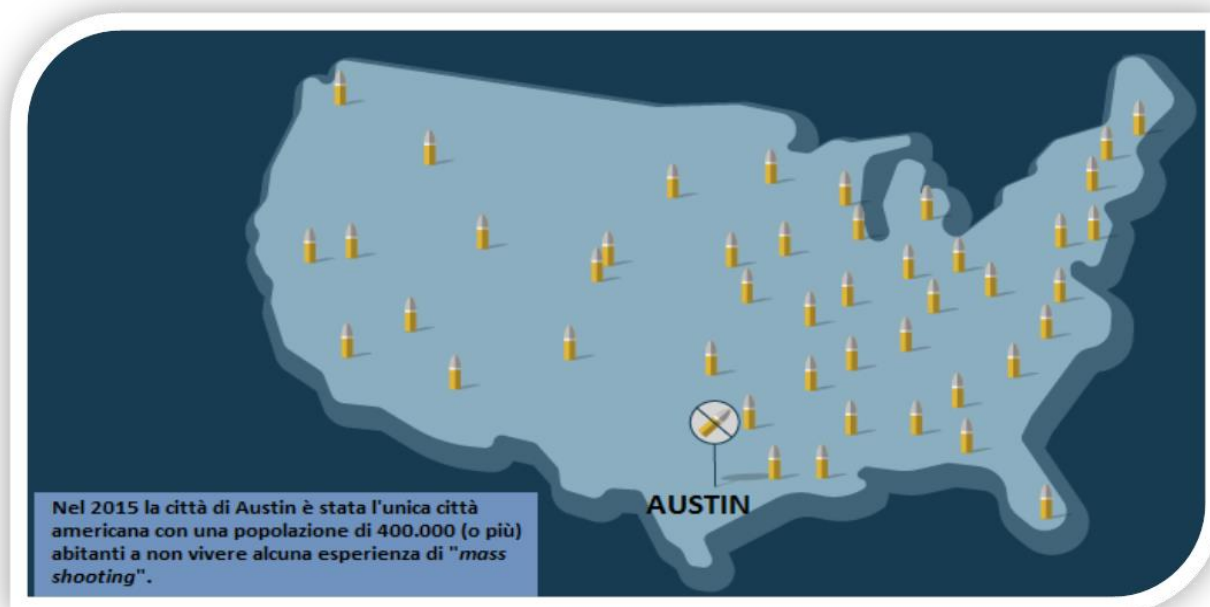 AUSTIN
Nel 2015 la città di Austin è stata l'unica città
americana con una popolazione di 400.000 (o più)
abitanti a non vivere alcuna esperienza di "mass
shooting".